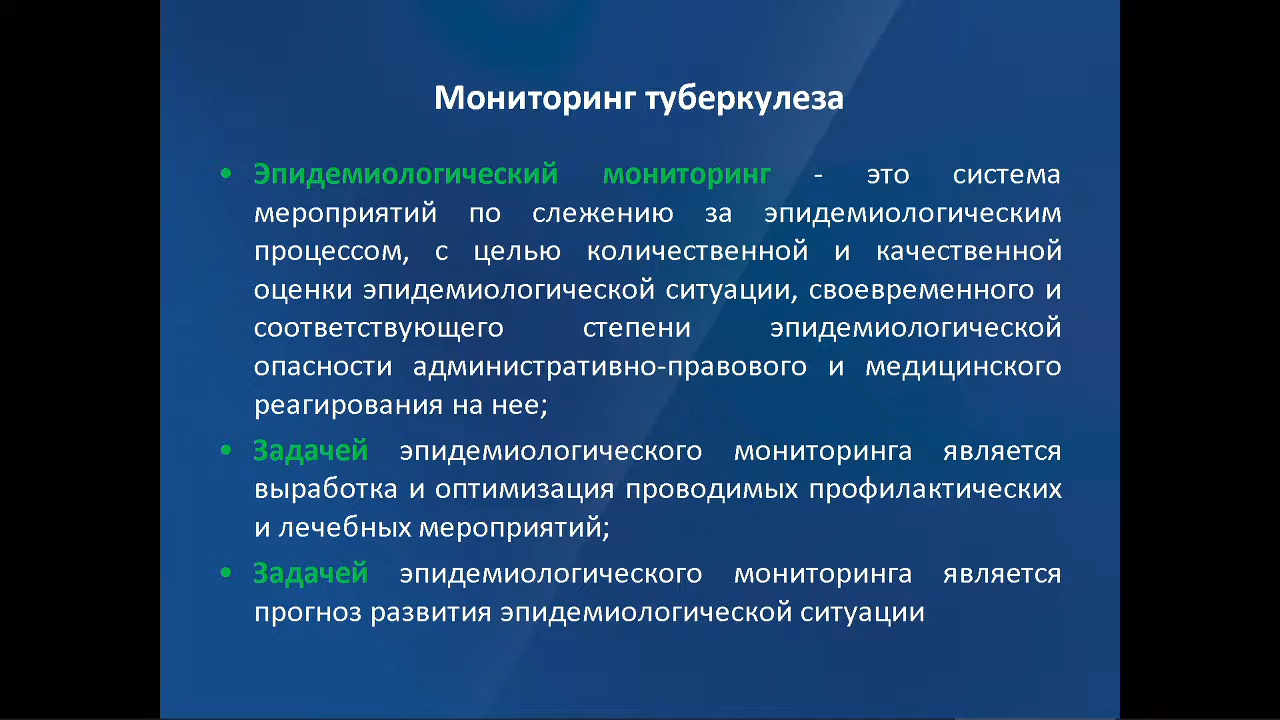 Мониторинг туберкулеза
• Эпидемиологический мониторинг - это система
мероприятий по слежению за эпидемиологическим
процессом, с целью количественной и качественной
оценки эпидемиологической ситуации, своевременного и
соответствующего степени эпидемиологической
опасности административно-правового и медицинского
реагирования на нее;
• Задачей эпидемиологического мониторинга является
выработка и оптимизация проводимых профилактических
и лечебных мероприятий;
• Задачей эпидемиологического мониторинга является
прогноз развития эпидемиологической ситуации